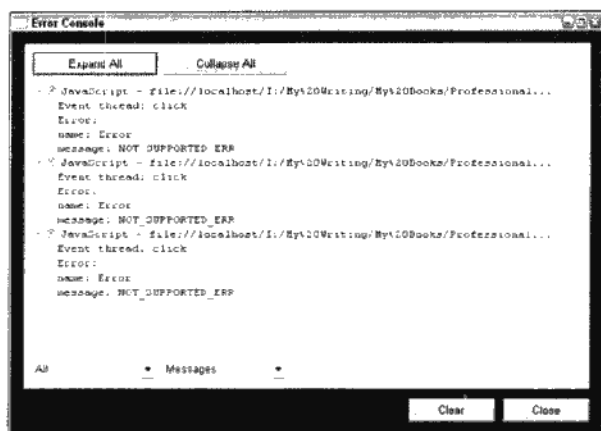 Error Console
Expand All Collapse All
- ? JavaScript - file://localhost/I:/My%20Writing/My%20Books/Professional...
Event thread: click
Error:
name: Error
message: NOT_SUPPORTED_ERR
- ? JavaScript - file://localhost/I:/My%20Writing/My%20Books/Professional...
Event thread: click
Error:
name: Error
message: NOT_SUPPORTED_ERR
- ? JavaScript - file://localhost/I:/My%20Writing/My%20Books/Professional...
Event thread: click
Error:
name: Error
message: NOT_SUPPORTED_ERR
All Messages
Clear Close